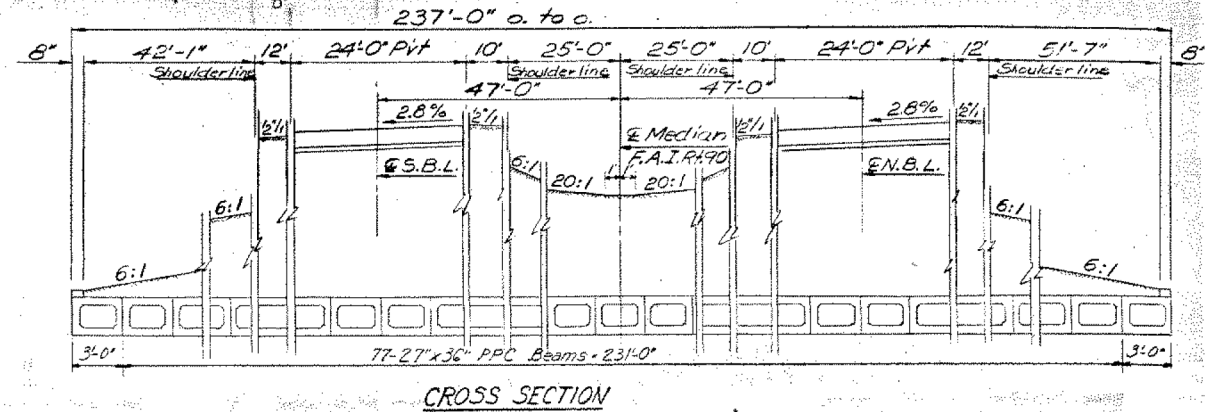 237'-0" o. to o.
8" 42'-1" 12' 24'-0" Pvt 10' 25'-0" 25'-0" 10' 24'-0" Pvt 12' 51'-7" 8"
Shoulder line Shoulder line Shoulder line Shoulder line
47'-0" 47'-0"
2.8% 2.8%
½"/1 ½"/1 ½"/1 ½"/1
℄ Median
F.A.I. Rt. 90
℄ S.B.L. ℄ N.B.L.
6:1 20:1 20:1
6:1 6:1
6:1 6:1
3'-0" 77-27"x36" P.P.C. Beams = 231'-0" 3'-0"
CROSS SECTION